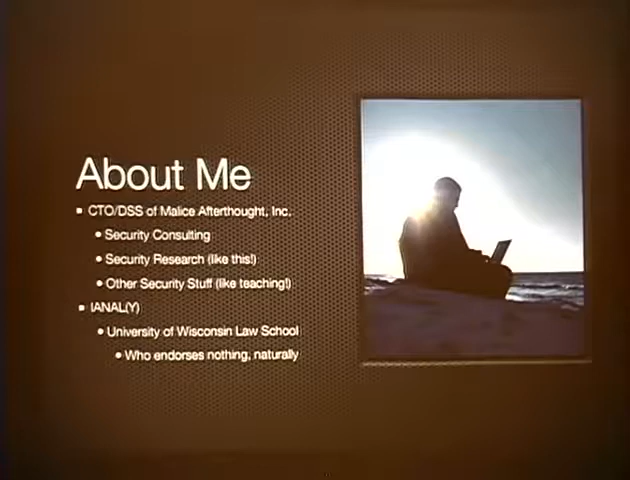 About Me
CTO/DSS of Malice Afterthought, Inc.
Security Consulting
Security Research (like this!)
Other Security Stuff (like teaching!)
IANAL(Y)
University of Wisconsin Law School
Who endorses nothing, naturally